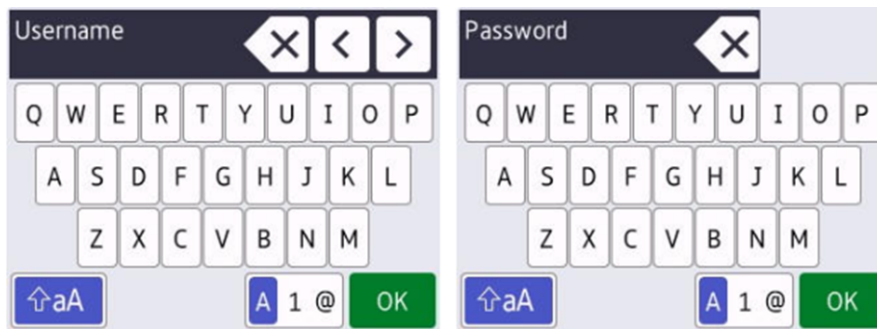 Username
Q W E R T Y U I O P
A S D F G H J K L
Z X C V B N M
aA A 1 @ OK
Password
Q W E R T Y U I O P
A S D F G H J K L
Z X C V B N M
aA A 1 @ OK